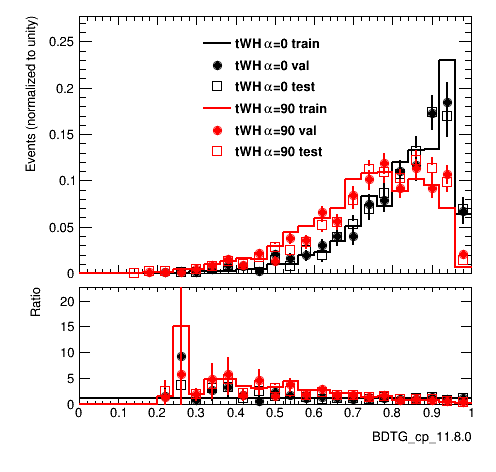 Events (normalized to unity)
0.25
0.2
0.15
0.1
0.05
0
tWH α=0 train
tWH α=0 val
tWH α=0 test
tWH α=90 train
tWH α=90 val
tWH α=90 test
Ratio
20
15
10
5
0
0 0.1 0.2 0.3 0.4 0.5 0.6 0.7 0.8 0.9 1
BDTG_cp_11.8.0